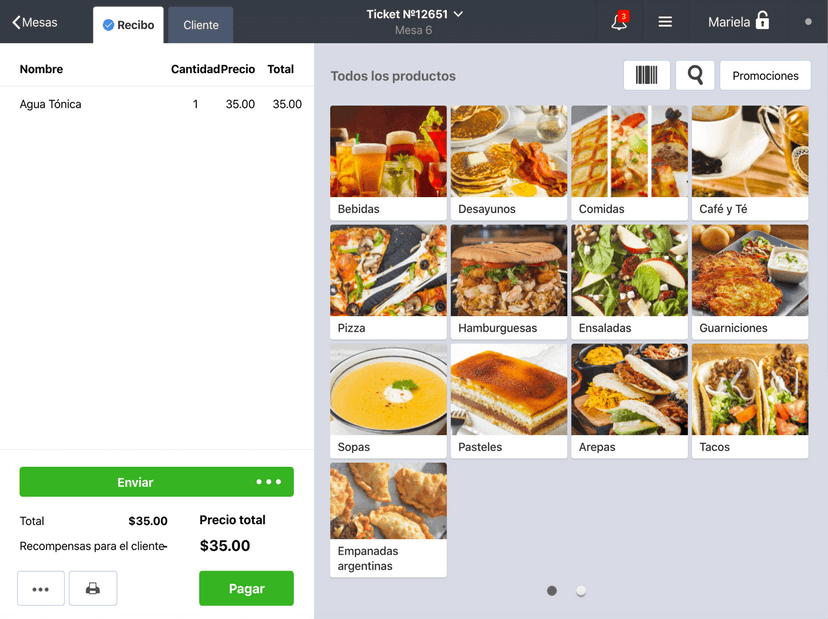 Mesas
Recibo
Cliente
Ticket Nº12651
Mesa 6
3
Mariela
Nombre Cantidad Precio Total
Agua Tónica 1 35.00 35.00
Enviar
Total $35.00
Recompensas para el cliente-
Precio total
$35.00
Pagar
Todos los productos
Promociones
Bebidas
Desayunos
Comidas
Café y Té
Pizza
Hamburguesas
Ensaladas
Guarniciones
Sopas
Pasteles
Arepas
Tacos
Empanadas
argentinas